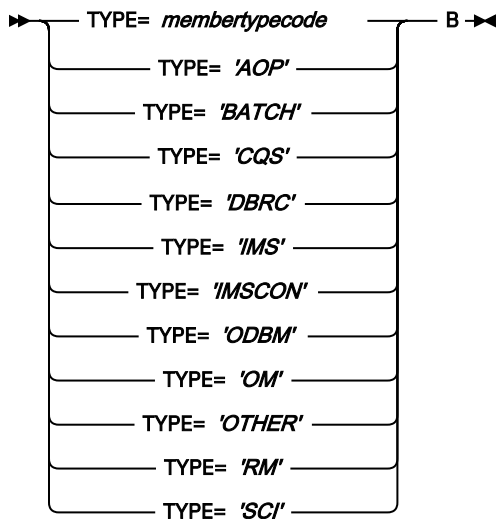 TYPE= membertypecode B
TYPE= 'AOP'
TYPE= 'BATCH'
TYPE= 'CQS'
TYPE= 'DBRC'
TYPE= 'IMS'
TYPE= 'IMSCON'
TYPE= 'ODBM'
TYPE= 'OM'
TYPE= 'OTHER'
TYPE= 'RM'
TYPE= 'SCI'